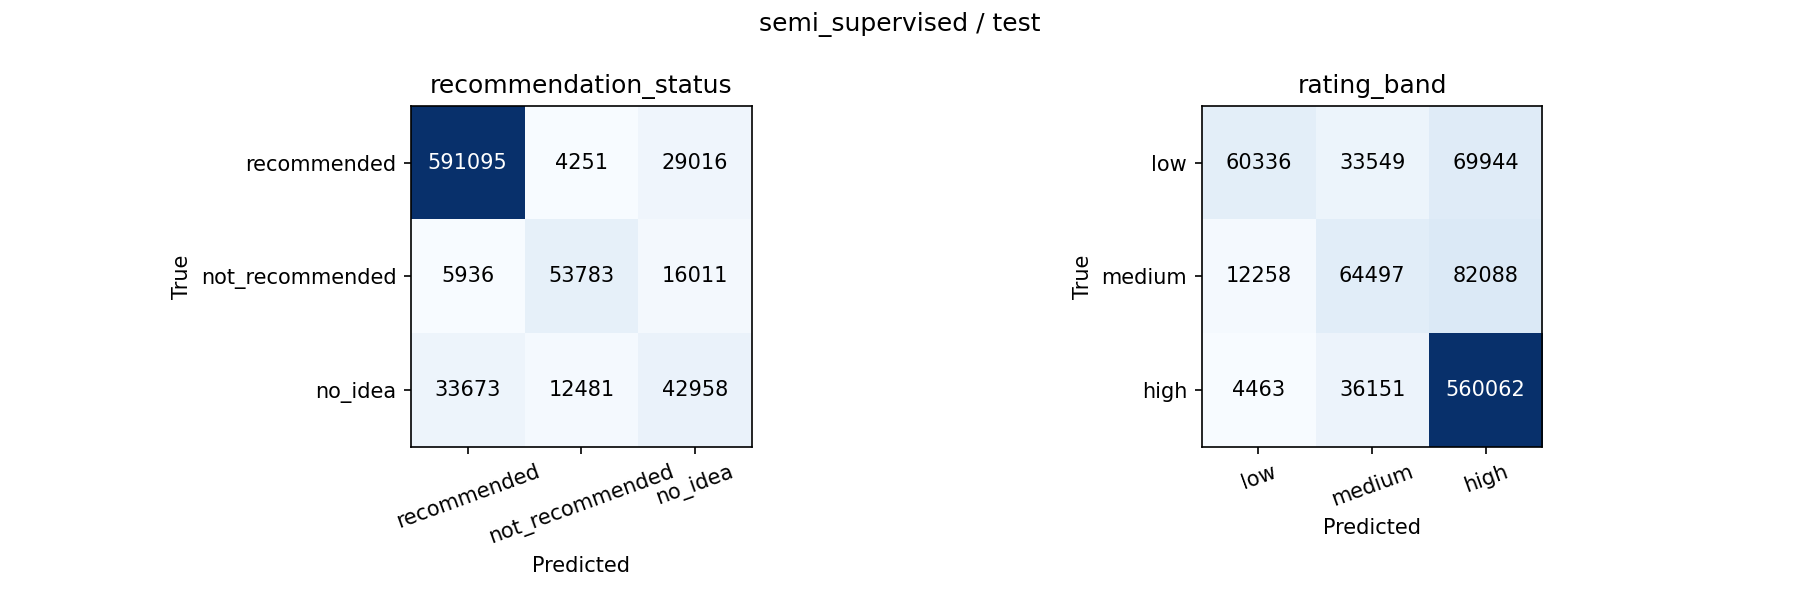 semi_supervised / test
recommendation_status
recommended 591095 4251 29016
not_recommended 5936 53783 16011
no_idea 33673 12481 42958
True
recommended not_recommended no_idea
Predicted
rating_band
low 60336 33549 69944
medium 12258 64497 82088
high 4463 36151 560062
True
low medium high
Predicted